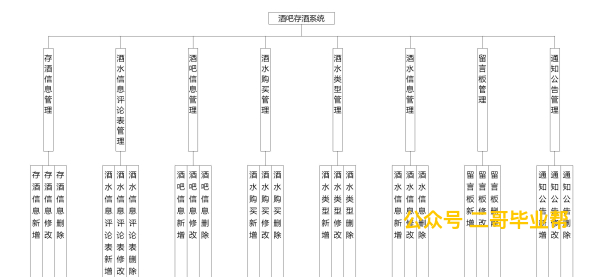 酒吧存酒系统
存酒信息管理
酒水信息评论表管理
酒吧信息管理
酒水购买管理
酒水类型管理
酒水信息管理
留言板管理
通知公告管理
存酒信息新增
存酒信息修改
存酒信息删除
酒水信息评论表新增
酒水信息评论表修改
酒水信息评论表删除
酒吧信息新增
酒吧信息修改
酒吧信息删除
酒水购买新增
酒水购买修改
酒水购买删除
酒水类型新增
酒水类型修改
酒水类型删除
酒水信息新增
酒水信息修改
酒水信息删除
留言板新增
留言板修改
留言板删除
通知公告新增
通知公告修改
通知公告删除
公众号 二哥毕业帮